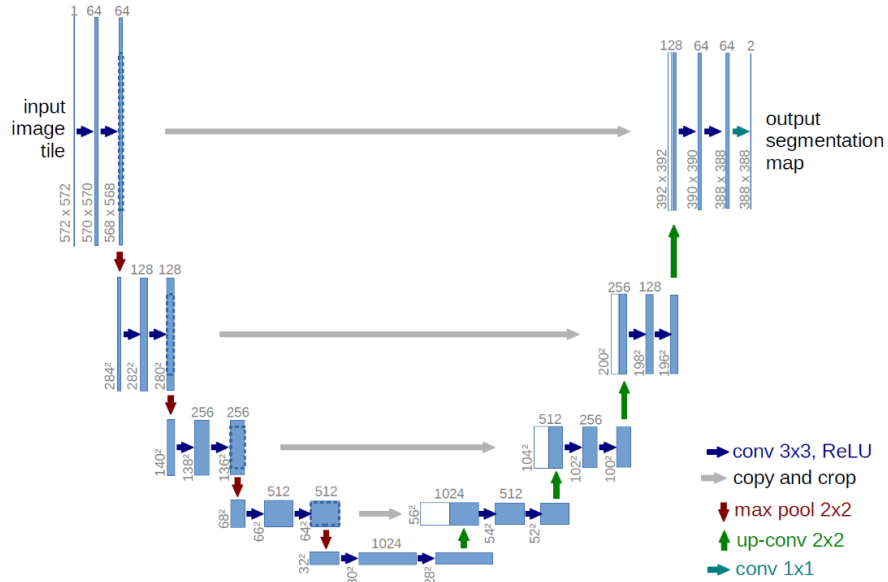 1 64 64
128 64 64 2
input
image
tile
output
segmentation
map
572 x 572
570 x 570
568 x 568
392 x 392
390 x 390
388 x 388
388 x 388
128 128
256 128
284²
282²
280²
200²
198²
196²
256 256
512 256
140²
138²
136²
104²
102²
100²
512 512
1024 512
68²
66²
64²
56²
54²
52²
1024
32²
30²
28²
conv 3x3, ReLU
copy and crop
max pool 2x2
up-conv 2x2
conv 1x1